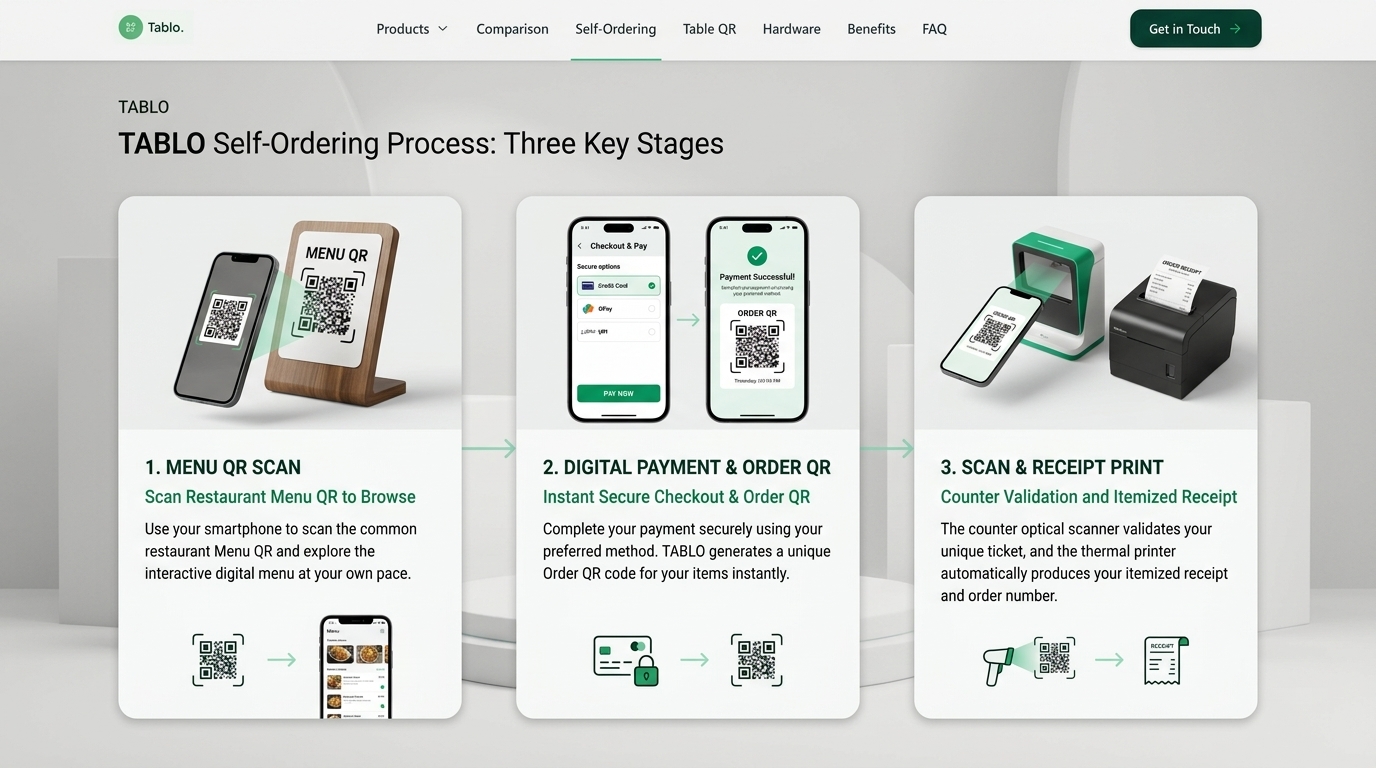 Tablo.
Products
Comparison
Self-Ordering
Table QR
Hardware
Benefits
FAQ
Get in Touch
TABLO
TABLO Self-Ordering Process: Three Key Stages
MENU QR
1. MENU QR SCAN
Scan Restaurant Menu QR to Browse
Use your smartphone to scan the common
restaurant Menu QR and explore the
interactive digital menu at your own pace.
Menu
Checkout & Pay
Secure options
PAY NOW
Payment Successful!
your preferred method.
ORDER QR
2. DIGITAL PAYMENT & ORDER QR
Instant Secure Checkout & Order QR
Complete your payment securely using your
preferred method. TABLO generates a unique
Order QR code for your items instantly.
ORDER RECEIPT
3. SCAN & RECEIPT PRINT
Counter Validation and Itemized Receipt
The counter optical scanner validates your
unique ticket, and the thermal printer
automatically produces your itemized receipt
and order number.
RECEIPT